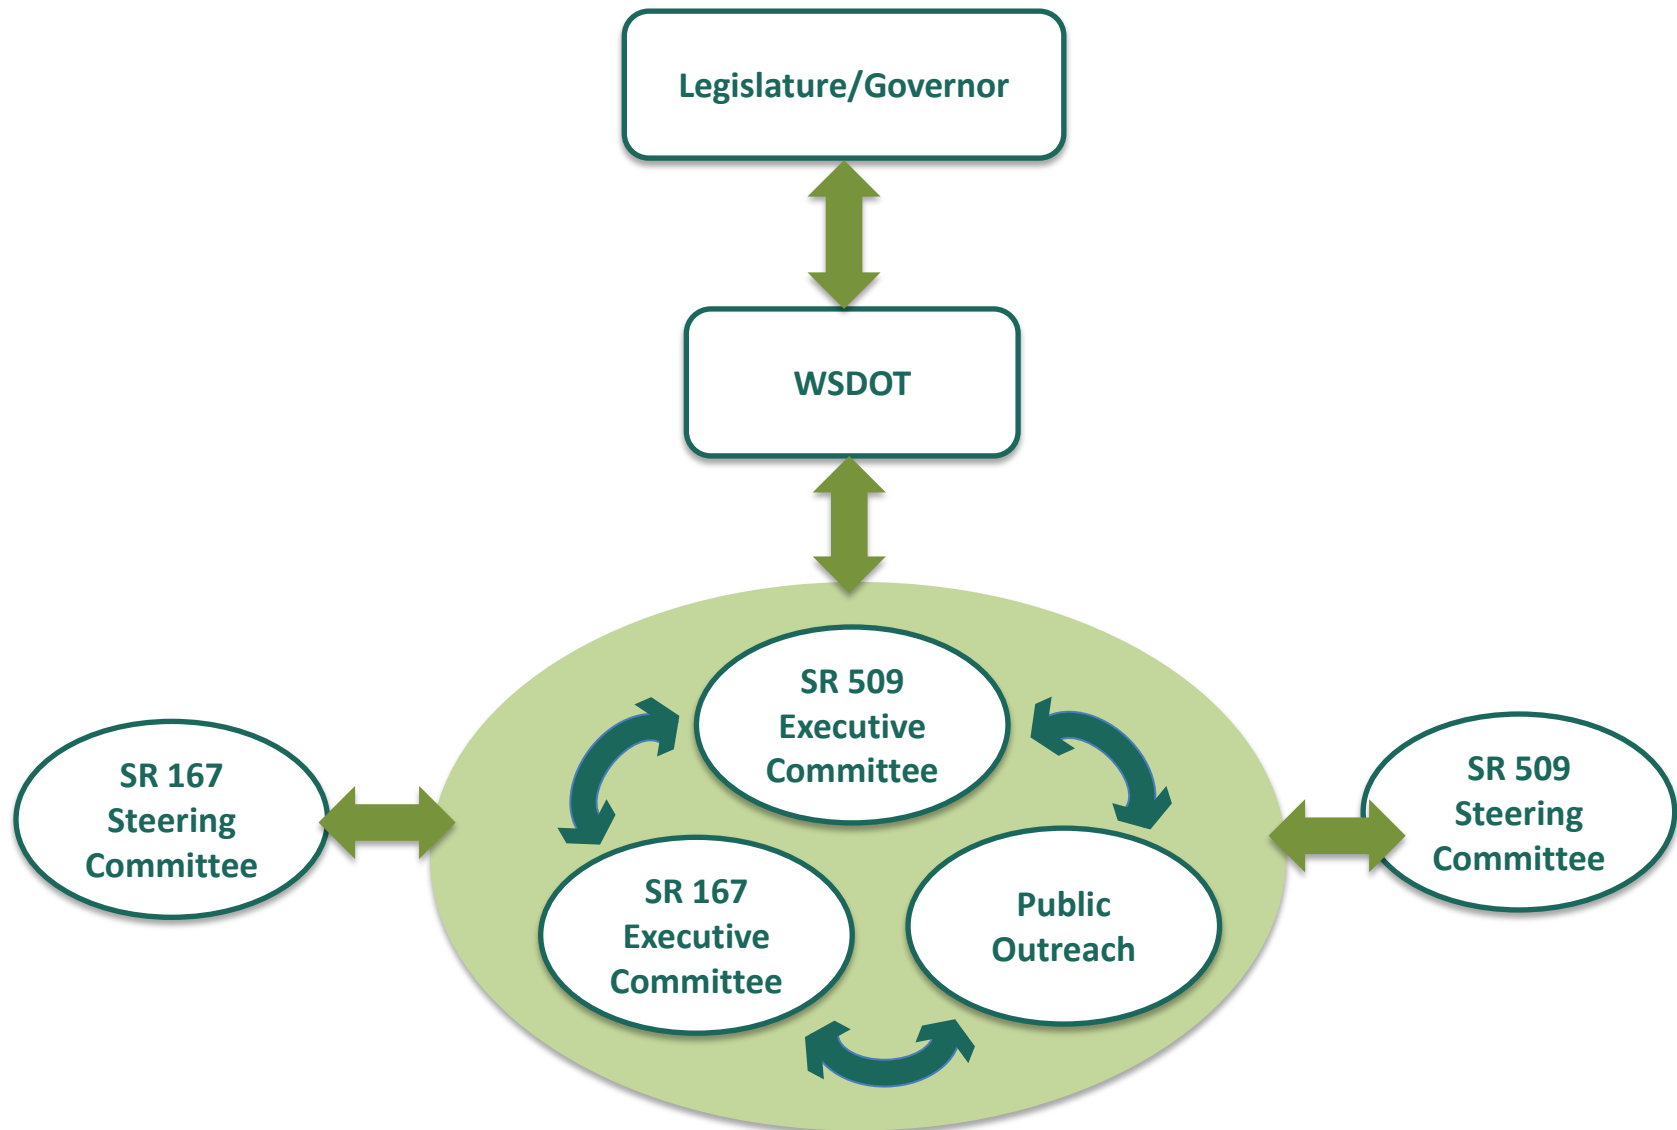 Legislature/Governor
WSDOT
SR 509
Executive
Committee
SR 167
Steering
Committee
SR 509
Steering
Committee
SR 167
Executive
Committee
Public
Outreach